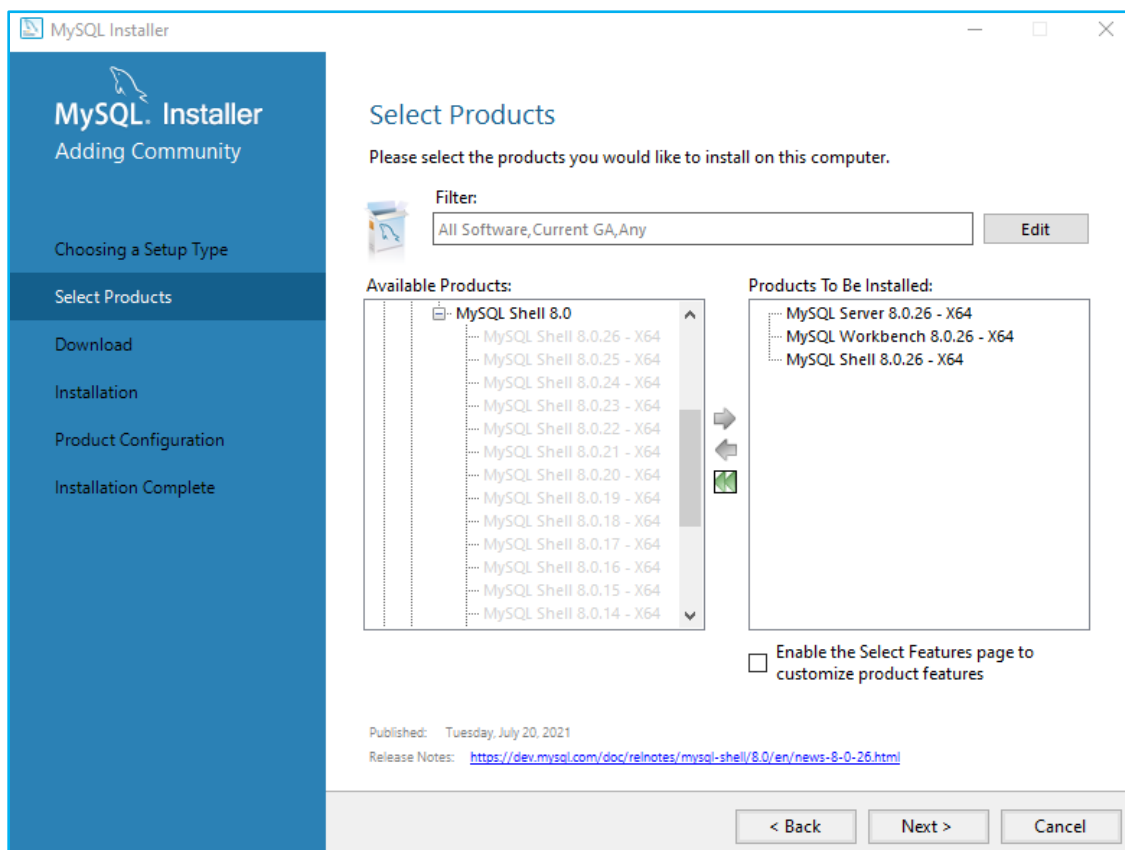 MySQL Installer
MySQL. Installer
Adding Community
Choosing a Setup Type
Select Products
Download
Installation
Product Configuration
Installation Complete
Select Products
Please select the products you would like to install on this computer.
Filter:
All Software,Current GA,Any
Edit
Available Products:
MySQL Shell 8.0
MySQL Shell 8.0.26 - X64
MySQL Shell 8.0.25 - X64
MySQL Shell 8.0.24 - X64
MySQL Shell 8.0.23 - X64
MySQL Shell 8.0.22 - X64
MySQL Shell 8.0.21 - X64
MySQL Shell 8.0.20 - X64
MySQL Shell 8.0.19 - X64
MySQL Shell 8.0.18 - X64
MySQL Shell 8.0.17 - X64
MySQL Shell 8.0.16 - X64
MySQL Shell 8.0.15 - X64
MySQL Shell 8.0.14 - X64
Products To Be Installed:
MySQL Server 8.0.26 - X64
MySQL Workbench 8.0.26 - X64
MySQL Shell 8.0.26 - X64
Enable the Select Features page to
customize product features
Published: Tuesday, July 20, 2021
Release Notes: https://dev.mysql.com/doc/relnotes/mysql-shell/8.0/en/news-8-0-26.html
< Back
Next >
Cancel